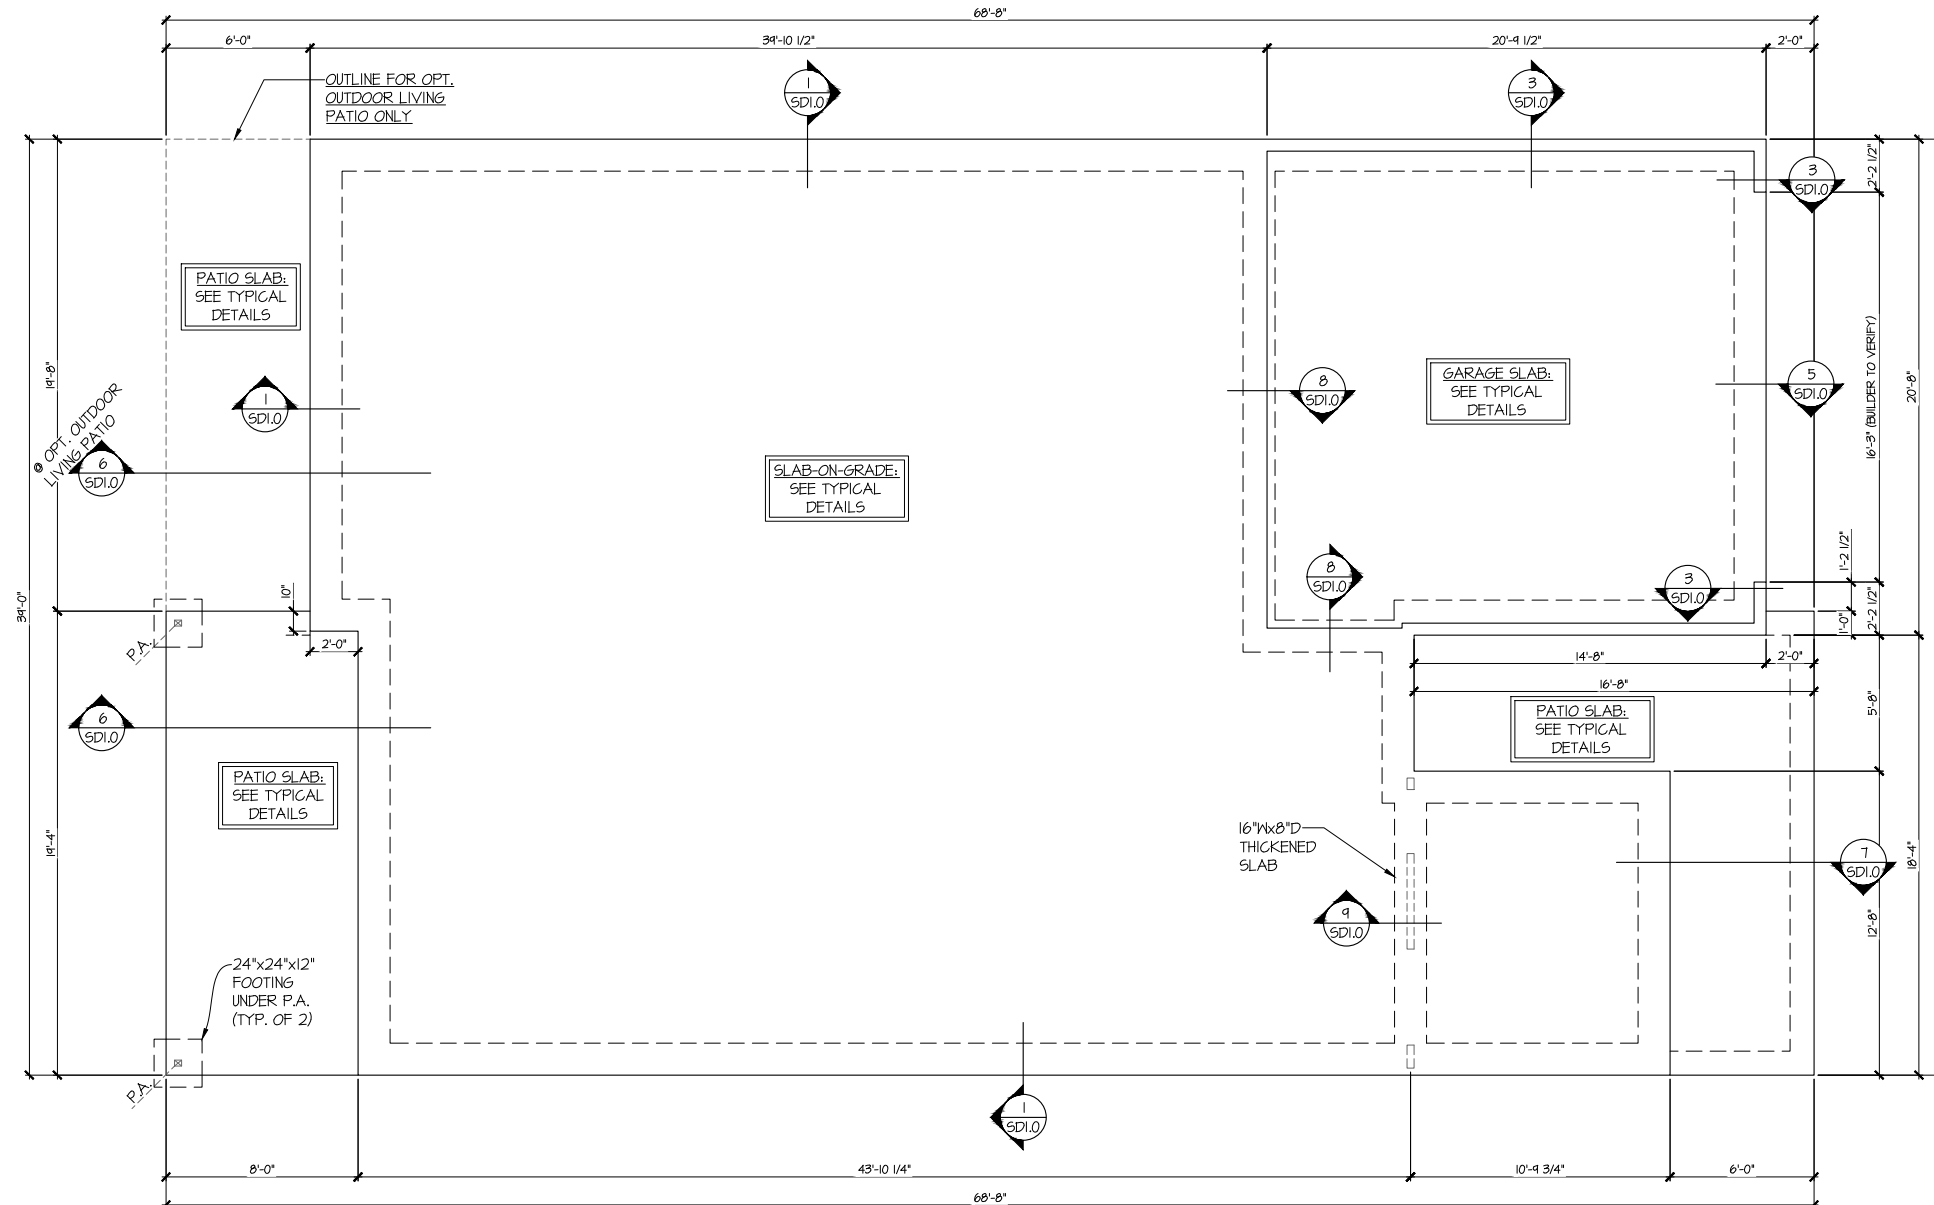 68'-8"
6'-0"
39'-10 1/2"
20'-9 1/2"
2'-0"
OUTLINE FOR OPT.
OUTDOOR LIVING
PATIO ONLY
1
SD1.0
3
SD1.0
3
SD1.0
2'-2 1/2"
PATIO SLAB:
SEE TYPICAL
DETAILS
19'-8"
1
SD1.0
@ OPT. OUTDOOR
LIVING PATIO
6
SD1.0
SLAB-ON-GRADE:
SEE TYPICAL
DETAILS
8
SD1.0
GARAGE SLAB:
SEE TYPICAL
DETAILS
5
SD1.0
16'-3" (BUILDER TO VERIFY)
20'-8"
39'-0"
10"
2'-0"
P.A.
8
SD1.0
3
SD1.0
1'-2 1/2"
1'-0"
2'-2 1/2"
14'-8"
2'-0"
16'-8"
5'-8"
PATIO SLAB:
SEE TYPICAL
DETAILS
6
SD1.0
PATIO SLAB:
SEE TYPICAL
DETAILS
19'-4"
16"Wx8"D
THICKENED
SLAB
9
SD1.0
7
SD1.0
18'-4"
12'-8"
24"x24"x12"
FOOTING
UNDER P.A.
(TYP. OF 2)
P.A.
1
SD1.0
8'-0"
43'-10 1/4"
10'-9 3/4"
6'-0"
68'-8"